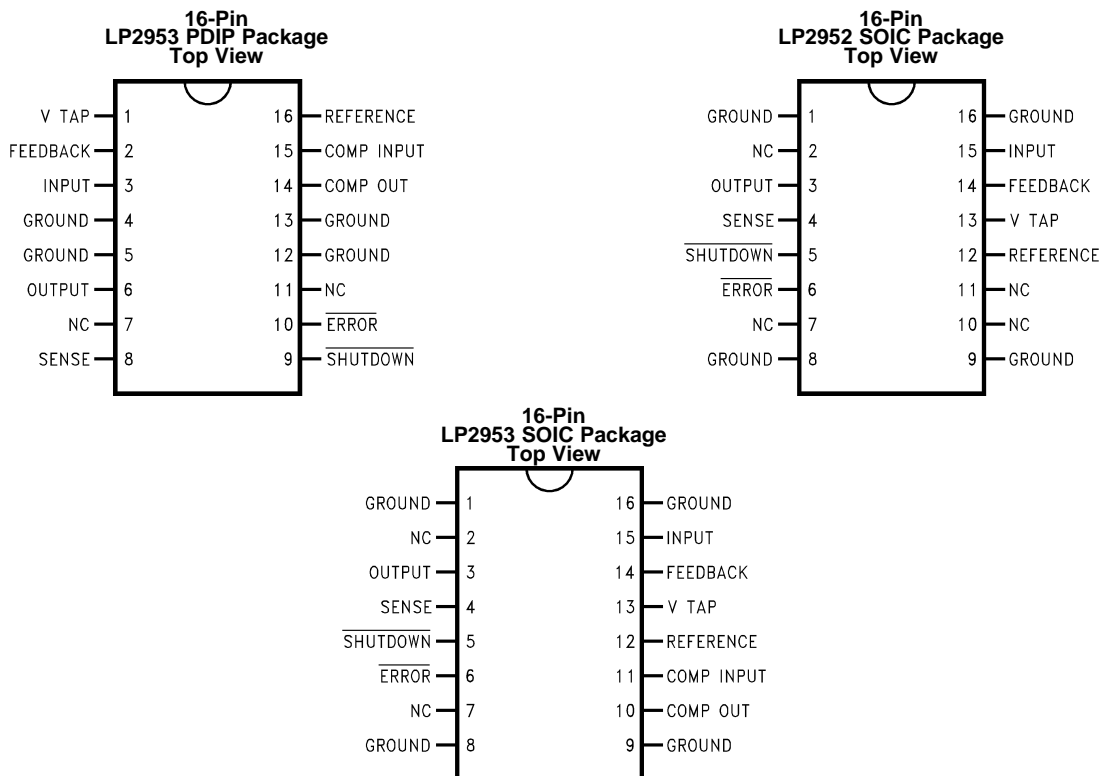 16-Pin
LP2953 PDIP Package
Top View
V TAP 1 16 REFERENCE
FEEDBACK 2 15 COMP INPUT
INPUT 3 14 COMP OUT
GROUND 4 13 GROUND
GROUND 5 12 GROUND
OUTPUT 6 11 NC
NC 7 10 ERROR
SENSE 8 9 SHUTDOWN
16-Pin
LP2952 SOIC Package
Top View
GROUND 1 16 GROUND
NC 2 15 INPUT
OUTPUT 3 14 FEEDBACK
SENSE 4 13 V TAP
SHUTDOWN 5 12 REFERENCE
ERROR 6 11 NC
NC 7 10 NC
GROUND 8 9 GROUND
16-Pin
LP2953 SOIC Package
Top View
GROUND 1 16 GROUND
NC 2 15 INPUT
OUTPUT 3 14 FEEDBACK
SENSE 4 13 V TAP
SHUTDOWN 5 12 REFERENCE
ERROR 6 11 COMP INPUT
NC 7 10 COMP OUT
GROUND 8 9 GROUND